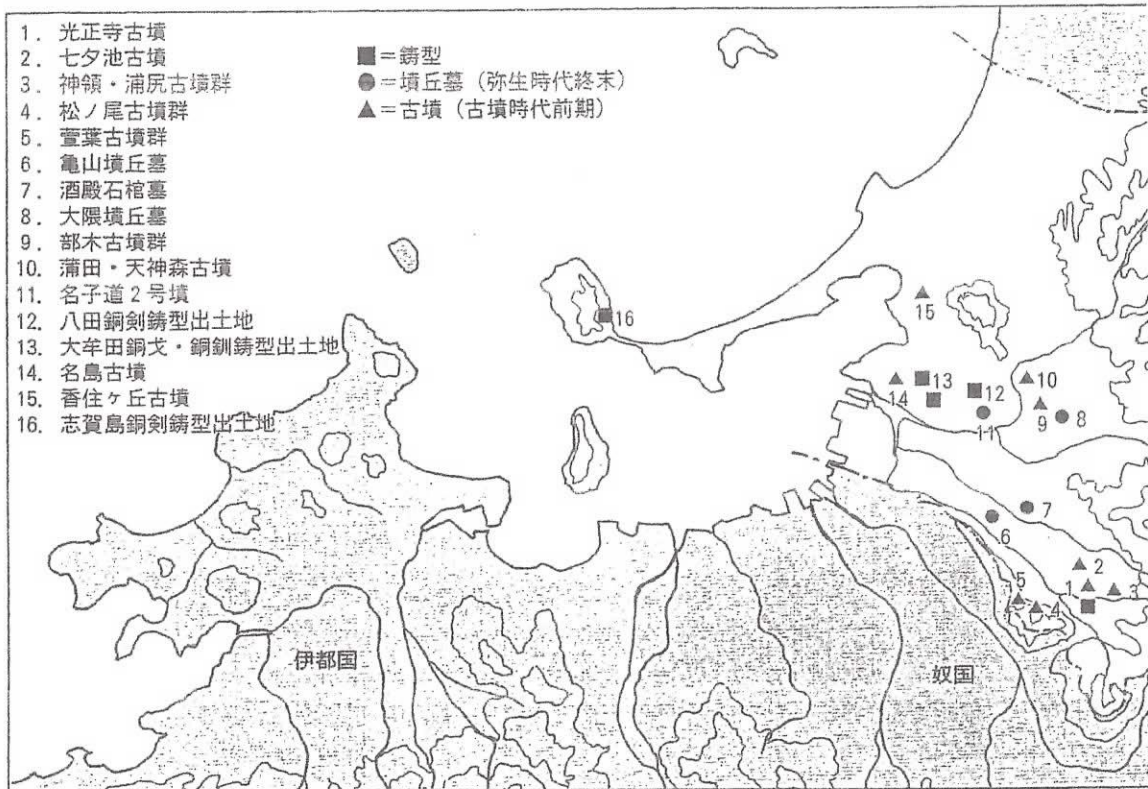 1. 光正寺古墳
2. 七夕池古墳
3. 神領・浦尻古墳群
4. 松ノ尾古墳群
5. 萱葉古墳群
6. 亀山墳丘墓
7. 酒殿石棺墓
8. 大隈墳丘墓
9. 部木古墳群
10. 蒲田・天神森古墳
11. 名子道2号墳
12. 八田銅剣鋳型出土地
13. 大牟田銅戈・銅釧鋳型出土地
14. 名島古墳
15. 香住ヶ丘古墳
16. 志賀島銅剣鋳型出土地
■=鋳型
●=墳丘墓(弥生時代終末)
▲=古墳(古墳時代前期)
16
15
13
12
10
14
11
9
8
7
6
2
5
4
1
3
伊都国
奴国